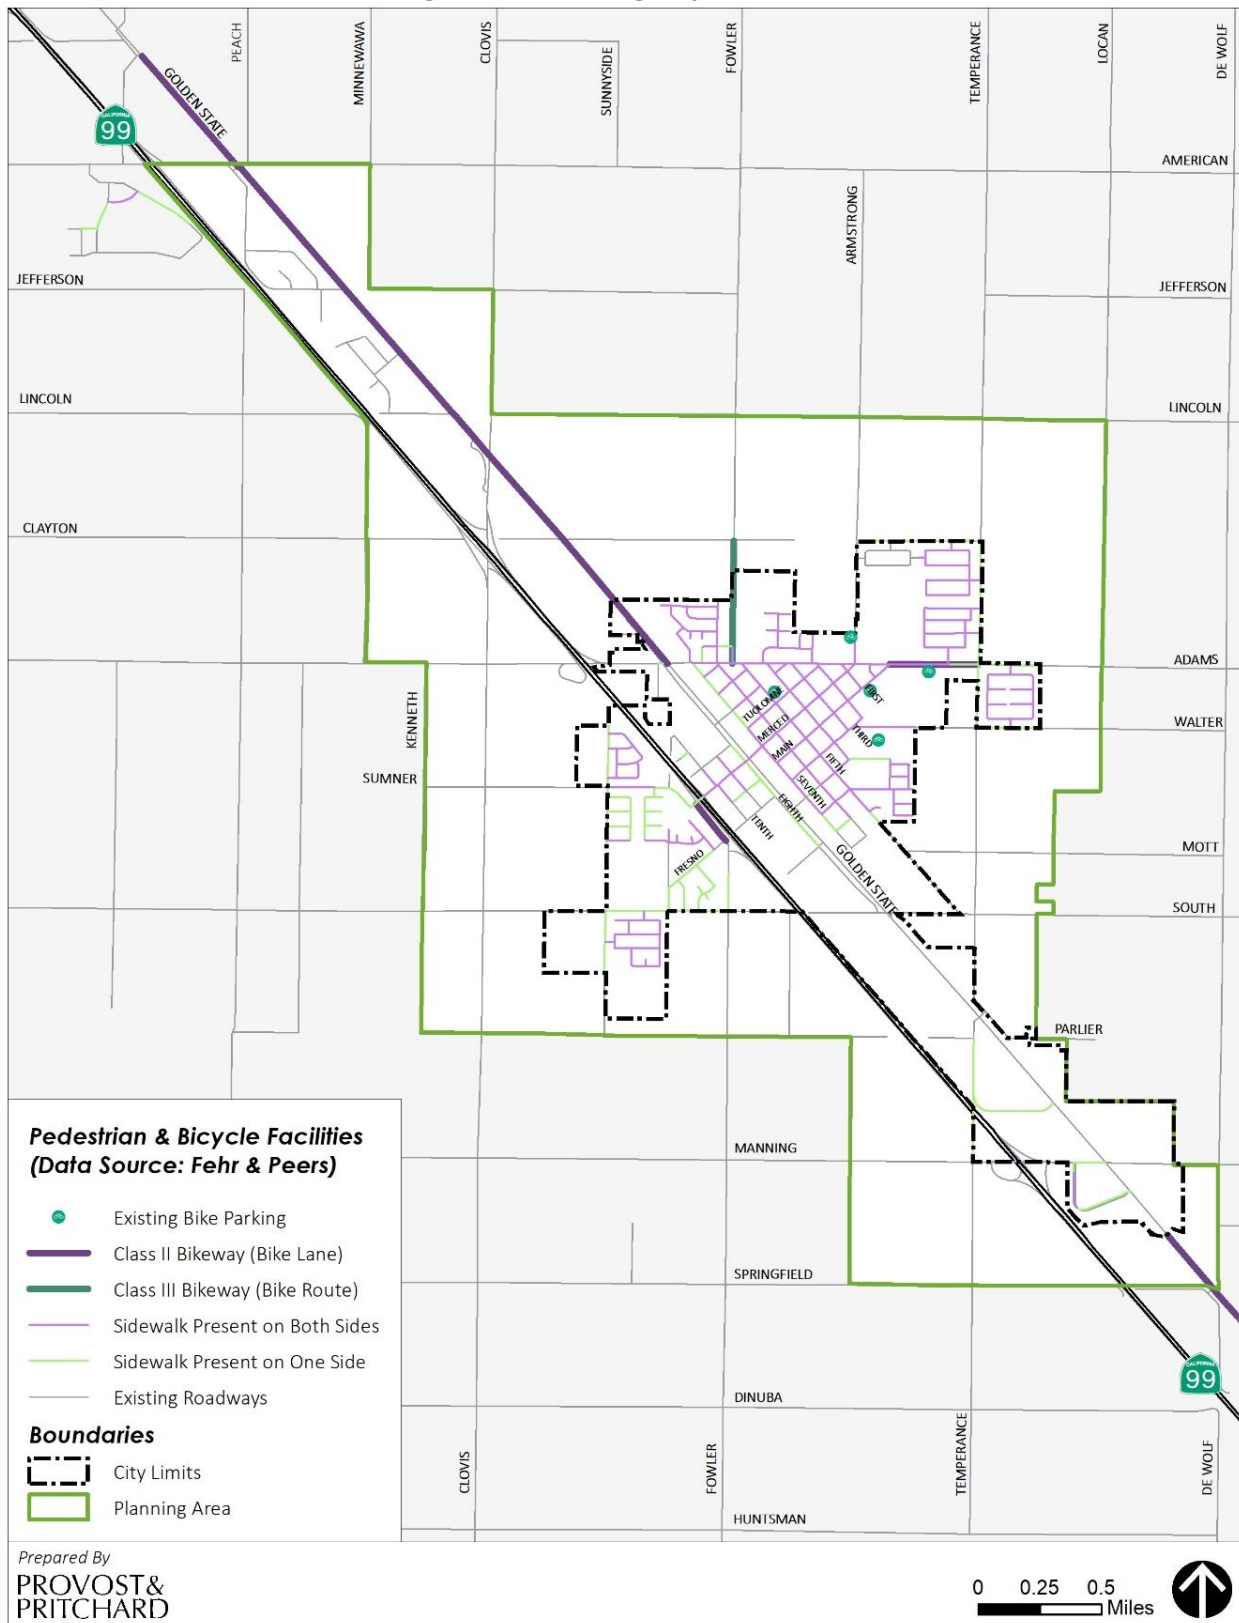 PEACH
MINNEWAWA
CLOVIS
SUNNYSIDE
FOWLER
TEMPERANCE
LOCAN
DE WOLF
GOLDEN STATE
CALIFORNIA
99
AMERICAN
ARMSTRONG
JEFFERSON
JEFFERSON
LINCOLN
LINCOLN
CLAYTON
ADAMS
KENNETH
TUOLOMNE
FIRST
MERCED
WALTER
MAIN
THIRD
SUMNER
FIFTH
SEVENTH
EIGHTH
TENTH
MOTT
FRESNO
GOLDEN STATE
SOUTH
PARLIER
Pedestrian & Bicycle Facilities
(Data Source: Fehr & Peers)
MANNING
Existing Bike Parking
Class II Bikeway (Bike Lane)
SPRINGFIELD
Class III Bikeway (Bike Route)
Sidewalk Present on Both Sides
Sidewalk Present on One Side
CALIFORNIA
99
Existing Roadways
DINUBA
Boundaries
City Limits
CLOVIS
FOWLER
TEMPERANCE
DE WOLF
Planning Area
HUNTSMAN
Prepared By
PROVOST&
PRITCHARD
0 0.25 0.5
Miles